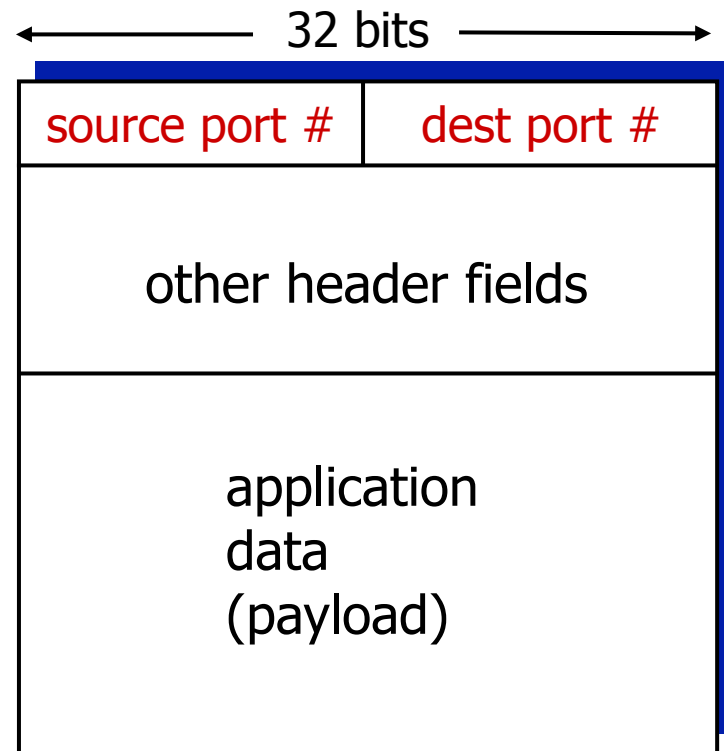 32 bits
source port # dest port #
other header fields
application
data
(payload)